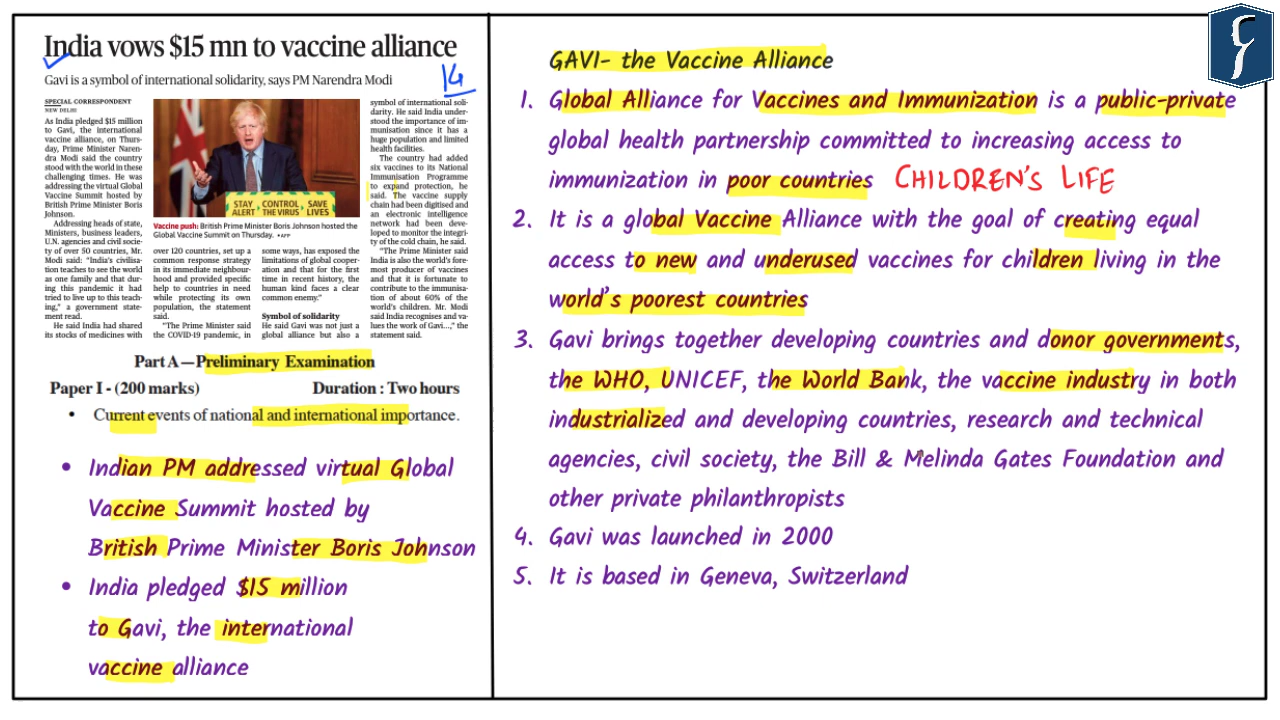 India vows $15 mn to vaccine alliance
Gavi is a symbol of international solidarity, says PM Narendra Modi
14
SPECIAL CORRESPONDENT
NEW DELHI
As India pledged $15 million
to Gavi, the international
vaccine alliance, on Thurs-
day, Prime Minister Naren-
dra Modi said the country
stood with the world in these
challenging times. He was
addressing the virtual Global
Vaccine Summit hosted by
British Prime Minister Boris
Johnson.
Addressing heads of state,
Ministers, business leaders,
U.N. agencies and civil socie-
ty of over 50 countries, Mr.
Modi said: “India’s civilisa-
tion teaches to see the world
as one family and that dur-
ing this pandemic it had
tried to live up to this teach-
ing,” a government state-
ment read.
He said India had shared
its stocks of medicines with
STAY ALERT
CONTROL THE VIRUS
SAVE LIVES
Vaccine push: British Prime Minister Boris Johnson hosted the
Global Vaccine Summit on Thursday. •AFP
over 120 countries, set up a
common response strategy
in its immediate neighbour-
hood and provided specific
help to countries in need
while protecting its own
population, the statement
said.
“The Prime Minister said
the COVID-19 pandemic, in
some ways, has exposed the
limitations of global cooper-
ation and that for the first
time in recent history, the
human kind faces a clear
common enemy.”
Symbol of solidarity
He said Gavi was not just a
global alliance but also a
symbol of international soli-
darity. He said India under-
stood the importance of im-
munisation since it has a
huge population and limited
health facilities.
The country had added
six vaccines to its National
Immunisation Programme
to expand protection, he
said. The vaccine supply
chain had been digitised and
an electronic intelligence
network had been deve-
loped to monitor the integri-
ty of the cold chain, he said.
“The Prime Minister said
India is also the world’s fore-
most producer of vaccines
and that it is fortunate to
contribute to the immunisa-
tion of about 60% of the
world’s children. Mr. Modi
said India recognises and va-
lues the work of Gavi...,” the
statement said.
Part A—Preliminary Examination
Paper I - (200 marks) Duration : Two hours
• Current events of national and international importance.
• Indian PM addressed virtual Global
Vaccine Summit hosted by
British Prime Minister Boris Johnson
• India pledged $15 million
to Gavi, the international
vaccine alliance
GAVI- the Vaccine Alliance
1. Global Alliance for Vaccines and Immunization is a public-private
global health partnership committed to increasing access to
immunization in poor countries CHILDREN'S LIFE
2. It is a global Vaccine Alliance with the goal of creating equal
access to new and underused vaccines for children living in the
world's poorest countries
3. Gavi brings together developing countries and donor governments,
the WHO, UNICEF, the World Bank, the vaccine industry in both
industrialized and developing countries, research and technical
agencies, civil society, the Bill & Melinda Gates Foundation and
other private philanthropists
4. Gavi was launched in 2000
5. It is based in Geneva, Switzerland